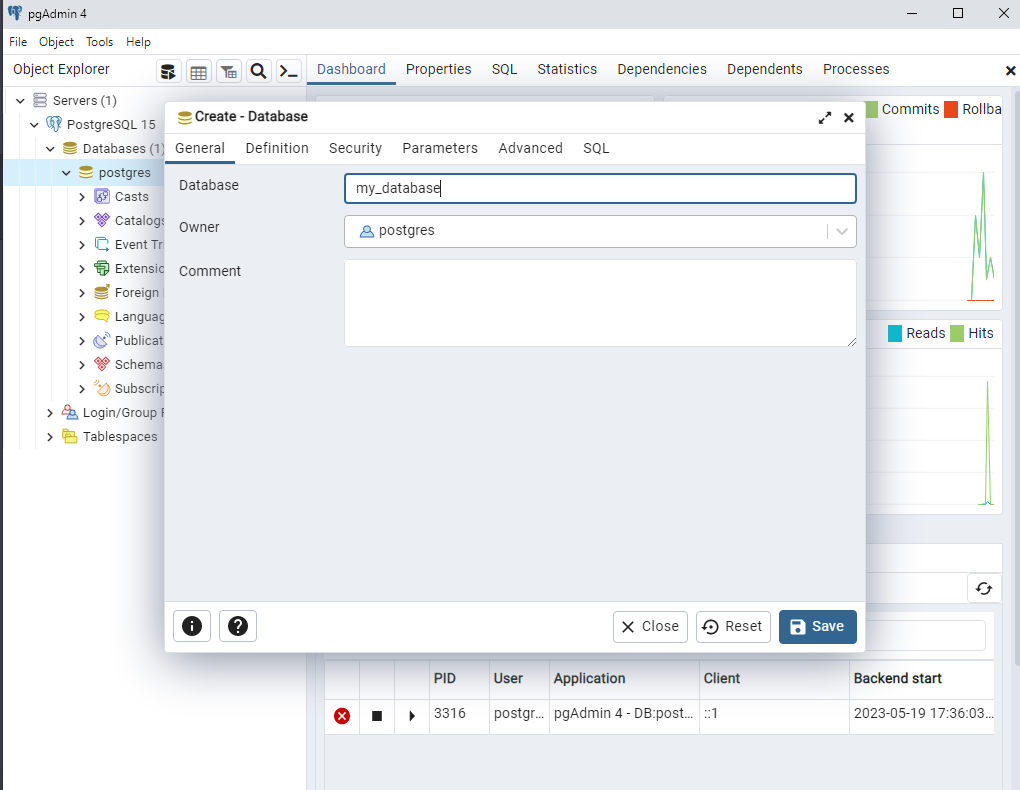 pgAdmin 4
File Object Tools Help
Object Explorer
Dashboard Properties SQL Statistics Dependencies Dependents Processes
Servers (1)
PostgreSQL 15
Databases (1)
postgres
Casts
Catalogs
Event Tri
Extensio
Foreign
Languag
Publicat
Schema
Subscrip
Login/Group R
Tablespaces
Commits Rollba
Reads Hits
Create - Database
General Definition Security Parameters Advanced SQL
Database my_database
Owner postgres
Comment
Close Reset Save
PID User Application Client Backend start
3316 postgr... pgAdmin 4 - DB:post... ::1 2023-05-19 17:36:03...